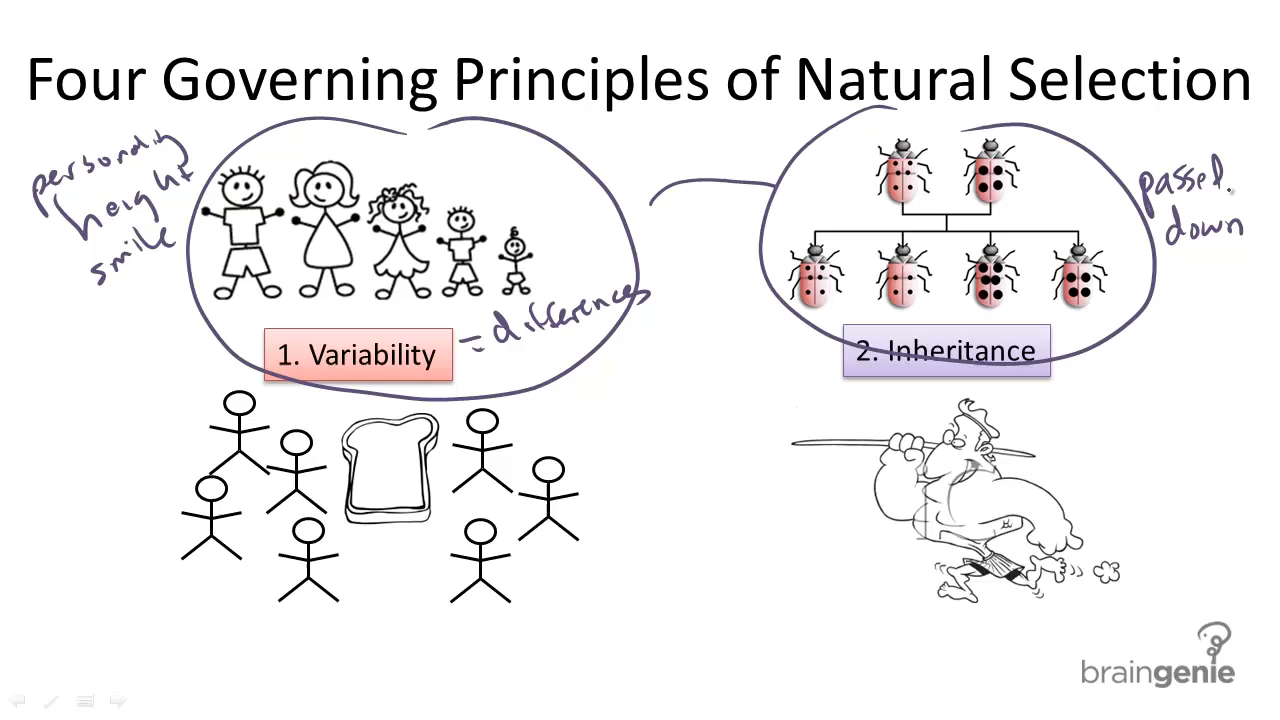 Four Governing Principles of Natural Selection
personality
height
smile
passed
down
1. Variability
= differences
2. Inheritance
braingenie